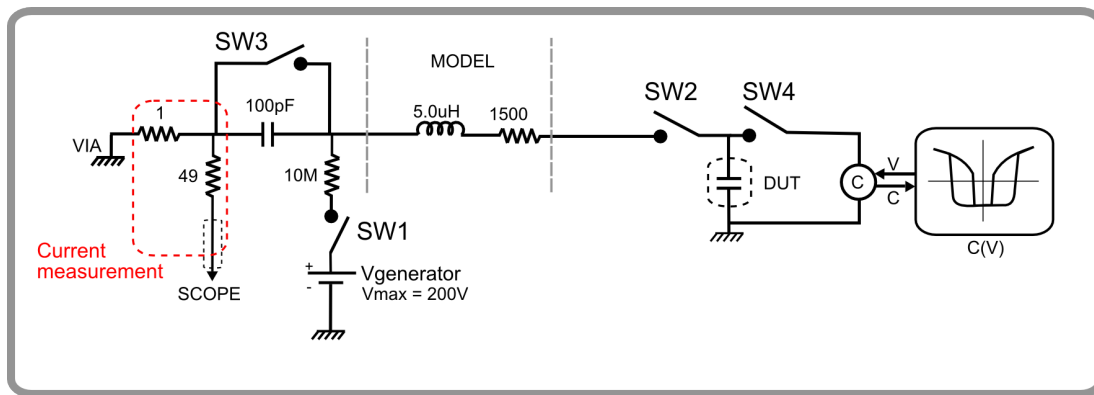 SW3
MODEL
1
100pF
5.0uH
1500
SW2
SW4
VIA
49
10M
DUT
C
V
C
C(V)
SW1
Current
measurement
+
-
Vgenerator
Vmax = 200V
SCOPE